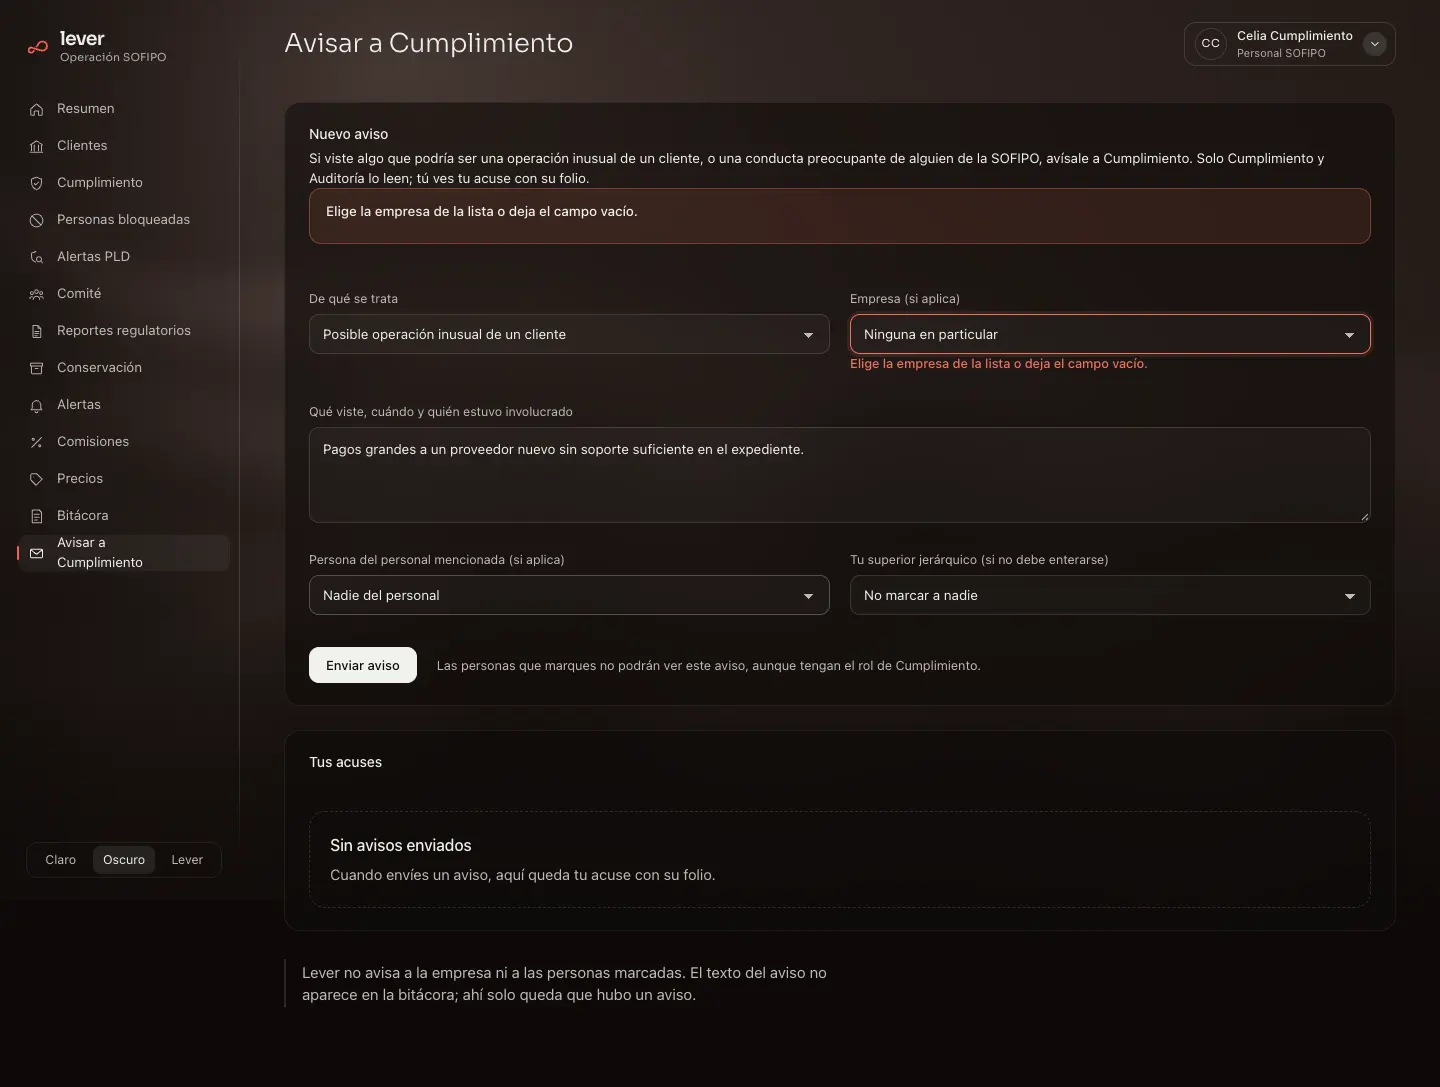 lever
Operación SOFIPO
Resumen
Clientes
Cumplimiento
Personas bloqueadas
Alertas PLD
Comité
Reportes regulatorios
Conservación
Alertas
Comisiones
Precios
Bitácora
Avisar a
Cumplimiento
Claro
Oscuro
Lever
Avisar a Cumplimiento
CC
Celia Cumplimiento
Personal SOFIPO
Nuevo aviso
Si viste algo que podría ser una operación inusual de un cliente, o una conducta preocupante de alguien de la SOFIPO, avísale a Cumplimiento. Solo Cumplimiento y
Auditoría lo leen; tú ves tu acuse con su folio.
Elige la empresa de la lista o deja el campo vacío.
De qué se trata
Posible operación inusual de un cliente
Empresa (si aplica)
Ninguna en particular
Elige la empresa de la lista o deja el campo vacío.
Qué viste, cuándo y quién estuvo involucrado
Pagos grandes a un proveedor nuevo sin soporte suficiente en el expediente.
Persona del personal mencionada (si aplica)
Nadie del personal
Tu superior jerárquico (si no debe enterarse)
No marcar a nadie
Enviar aviso
Las personas que marques no podrán ver este aviso, aunque tengan el rol de Cumplimiento.
Tus acuses
Sin avisos enviados
Cuando envíes un aviso, aquí queda tu acuse con su folio.
Lever no avisa a la empresa ni a las personas marcadas. El texto del aviso no
aparece en la bitácora; ahí solo queda que hubo un aviso.